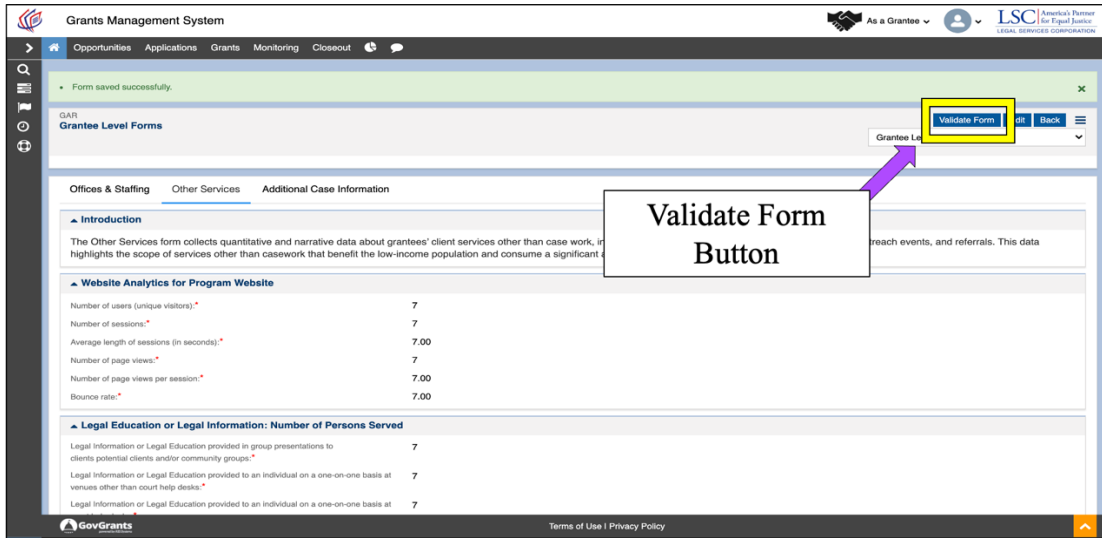 Grants Management System
As a Grantee
LSC America's Partner for Equal Justice
LEGAL SERVICES CORPORATION
Opportunities Applications Grants Monitoring Closeout
Form saved successfully.
GAR
Grantee Level Forms
Validate Form dit Back
Grantee Le
Offices & Staffing Other Services Additional Case Information
Validate Form
Button
Introduction
The Other Services form collects quantitative and narrative data about grantees' client services other than case work, in treach events, and referrals. This data
highlights the scope of services other than casework that benefit the low-income population and consume a significant
Website Analytics for Program Website
Number of users (unique visitors):* 7
Number of sessions:* 7
Average length of sessions (in seconds):* 7.00
Number of page views:* 7
Number of page views per session:* 7.00
Bounce rate:* 7.00
Legal Education or Legal Information: Number of Persons Served
Legal Information or Legal Education provided in group presentations to 7
clients potential clients and/or community groups:*
Legal Information or Legal Education provided to an individual on a one-on-one basis at 7
venues other than court help desks:*
Legal Information or Legal Education provided to an individual on a one-on-one basis at 7
GovGrants
Terms of Use I Privacy Policy